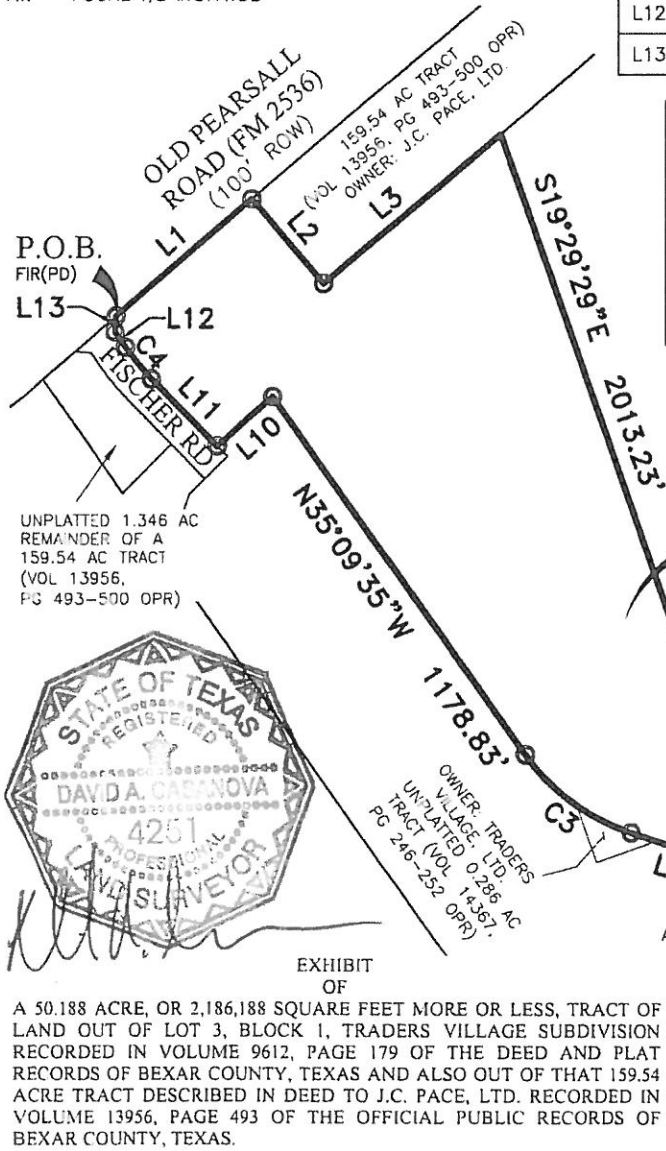 L12
L13
OLD PEARSALL
ROAD (FM 2536)
(100' ROW)
159.54 AC TRACT
(VOL 13956, PG 493-500 OPR)
OWNER: J.C. PACE, LTD.
P.O.B.
FIR(PD)
L1
L2
L3
S19°29'29"E 2013.23'
L13
L12
C4
FISCHER RD
L11
L10
UNPLATTED 1.346 AC
REMAINDER OF A
159.54 AC TRACT
(VOL 13956,
PG 493-500 OPR)
N35°09'35"W 1178.83'
STATE OF TEXAS
REGISTERED
DAVID A. CASANOVA
4251
PROFESSIONAL
LAND SURVEYOR
OWNER: TRADERS
VILLAGE, LTD.
UNPLATTED 0.286 AC
TRACT (VOL 14367,
PG 246-252 OPR)
C3
EXHIBIT
OF
A 50.188 ACRE, OR 2,186,188 SQUARE FEET MORE OR LESS, TRACT OF
LAND OUT OF LOT 3, BLOCK 1, TRADERS VILLAGE SUBDIVISION
RECORDED IN VOLUME 9612, PAGE 179 OF THE DEED AND PLAT
RECORDS OF BEXAR COUNTY, TEXAS AND ALSO OUT OF THAT 159.54
ACRE TRACT DESCRIBED IN DEED TO J.C. PACE, LTD. RECORDED IN
VOLUME 13956, PAGE 493 OF THE OFFICIAL PUBLIC RECORDS OF
BEXAR COUNTY, TEXAS.